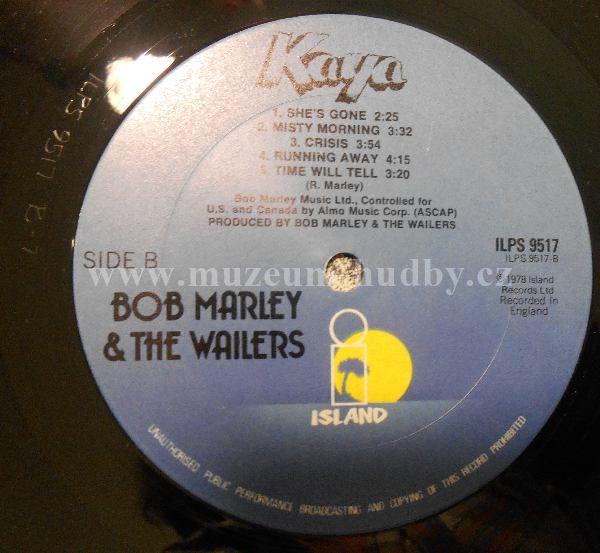 Kaya
1. SHE'S GONE 2:25
2. MISTY MORNING 3:32
3. CRISIS 3:54
4. RUNNING AWAY 4:15
5. TIME WILL TELL 3:20
(R. Marley)
Bob Marley Music Ltd., Controlled for
U.S. and Canada by Almo Music Corp. (ASCAP)
PRODUCED BY BOB MARLEY & THE WAILERS
SIDE B
ILPS 9517
ILPS 9517-B
℗ 1978 Island
Records Ltd
Recorded in
England
www.muzeumhudby.cz
BOB MARLEY
& THE WAILERS
ISLAND
UNAUTHORISED PUBLIC PERFORMANCE BROADCASTING AND COPYING OF THIS RECORD PROHIBITED
ILPS 9517